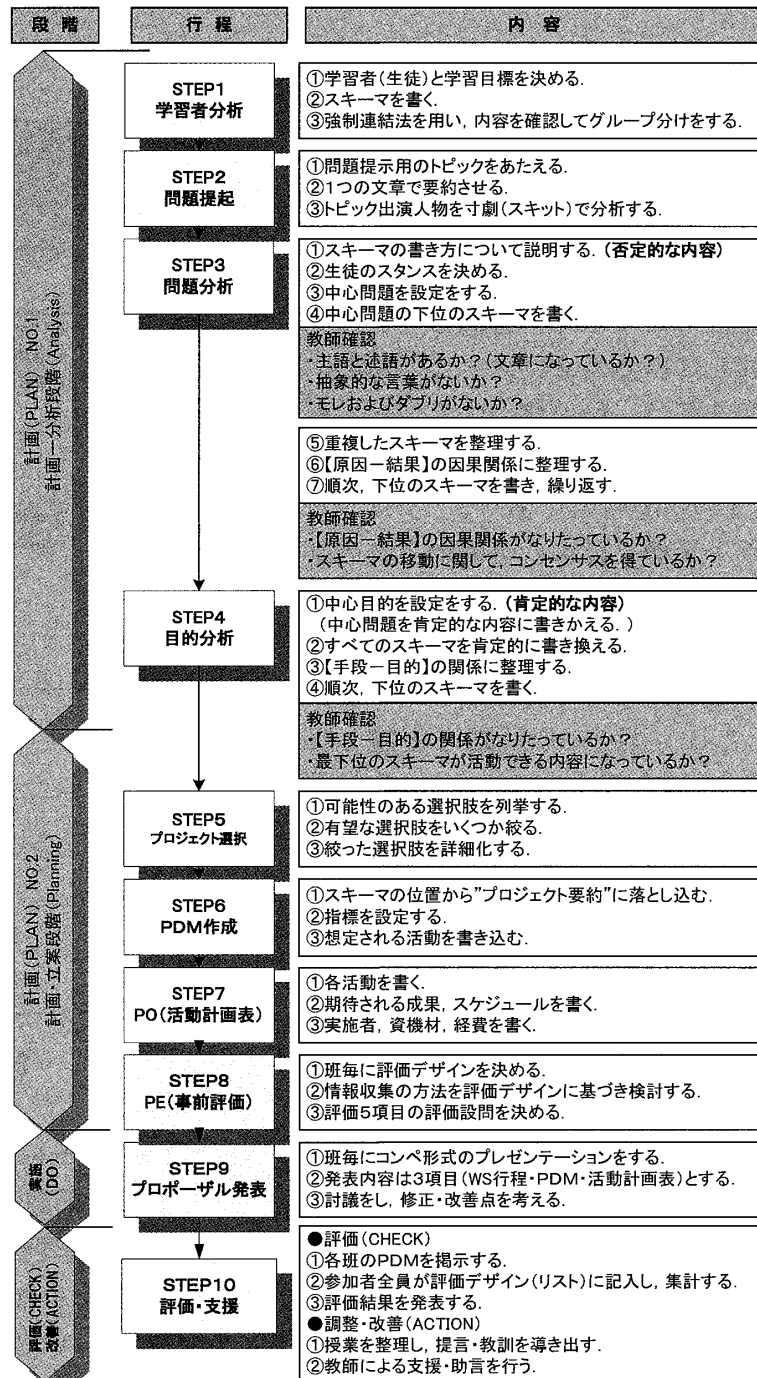 段階
行程
内容
計画(PLAN) NO.1
計画-分析段階(Analysis)
STEP1
学習者分析
①学習者(生徒)と学習目標を決める.
②スキーマを書く.
③強制連結法を用い, 内容を確認してグループ分けをする.
STEP2
問題提起
①問題提示用のトピックをあたえる.
②1つの文章で要約させる.
③トピック出演人物を寸劇(スキット)で分析する.
STEP3
問題分析
①スキーマの書き方について説明する. (否定的な内容)
②生徒のスタンスを決める.
③中心問題を設定をする.
④中心問題の下位のスキーマを書く.
教師確認
・主語と述語があるか?(文章になっているか?)
・抽象的な言葉がないか?
・モレおよびダブリがないか?
⑤重複したスキーマを整理する.
⑥【原因-結果】の因果関係に整理する.
⑦順次, 下位のスキーマを書き, 繰り返す.
教師確認
・【原因-結果】の因果関係がなりたっているか?
・スキーマの移動に関して, コンセンサスを得ているか?
STEP4
目的分析
①中心目的を設定をする. (肯定的な内容)
(中心問題を肯定的な内容に書きかえる. )
②すべてのスキーマを肯定的に書き換える.
③【手段-目的】の関係に整理する.
④順次, 下位のスキーマを書く.
教師確認
・【手段-目的】の関係がなりたっているか?
・最下位のスキーマが活動できる内容になっているか?
計画(PLAN) NO.2
計画・立案段階(Planning)
STEP5
プロジェクト選択
①可能性のある選択肢を列挙する.
②有望な選択肢をいくつか絞る.
③絞った選択肢を詳細化する.
STEP6
PDM作成
①スキーマの位置から"プロジェクト要約"に落とし込む.
②指標を設定する.
③想定される活動を書き込む.
STEP7
PO(活動計画表)
①各活動を書く.
②期待される成果, スケジュールを書く.
③実施者, 資機材, 経費を書く.
STEP8
PE(事前評価)
①班毎に評価デザインを決める.
②情報収集の方法を評価デザインに基づき検討する.
③評価5項目の評価設問を決める.
実施
(DO)
STEP9
プロポーザル発表
①班毎にコンペ形式のプレゼンテーションをする.
②発表内容は3項目(WS行程・PDM・活動計画表)とする.
③討議をし, 修正・改善点を考える.
評価(CHECK)
改善(ACTION)
STEP10
評価・支援
●評価(CHECK)
①各班のPDMを掲示する.
②参加者全員が評価デザイン(リスト)に記入し, 集計する.
③評価結果を発表する.
●調整・改善(ACTION)
①授業を整理し, 提言・教訓を導き出す.
②教師による支援・助言を行う.